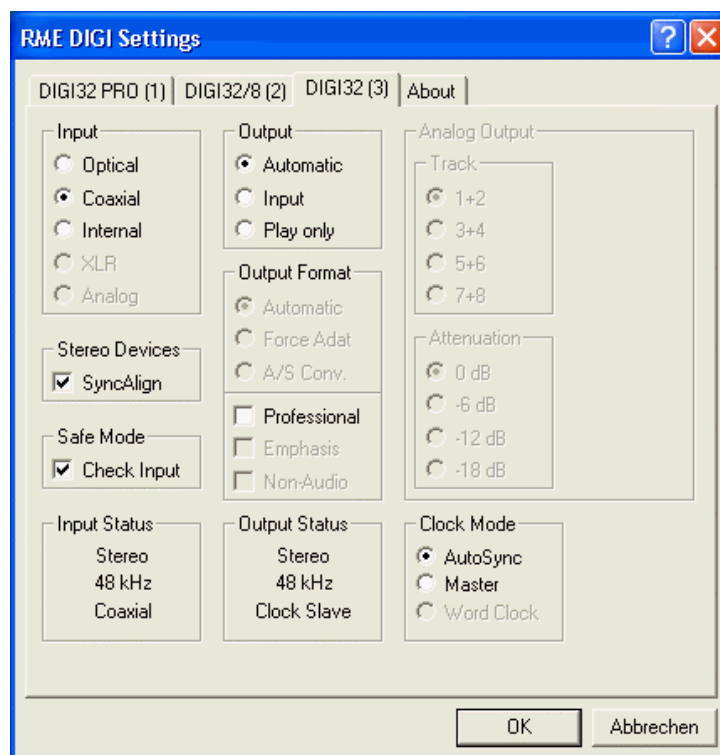 RME DIGI Settings
DIGI32 PRO (1)
DIGI32/8 (2)
DIGI32 (3)
About
Input
Optical
Coaxial
Internal
XLR
Analog
Stereo Devices
SyncAlign
Safe Mode
Check Input
Input Status
Stereo
48 kHz
Coaxial
Output
Automatic
Input
Play only
Output Format
Automatic
Force Adat
A/S Conv.
Professional
Emphasis
Non-Audio
Output Status
Stereo
48 kHz
Clock Slave
Analog Output
Track
1+2
3+4
5+6
7+8
Attenuation
0 dB
-6 dB
-12 dB
-18 dB
Clock Mode
AutoSync
Master
Word Clock
OK
Abbrechen